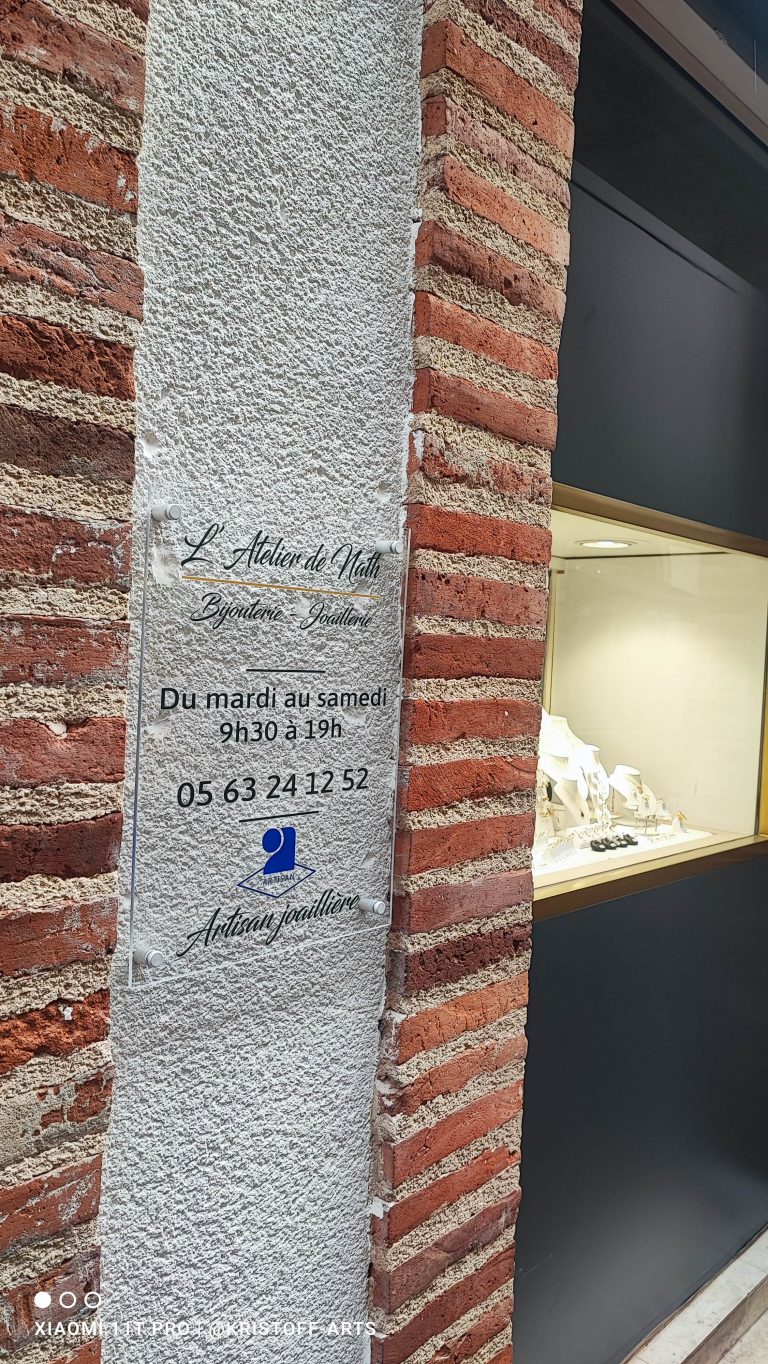 L'Atelier de Nath
Bijouterie - Joaillerie
Du mardi au samedi
9h30 à 19h
05 63 24 12 52
ARTISAN
Artisan joaillière
XIAOMI 11T PRO | @KRISTOFF-ARTS